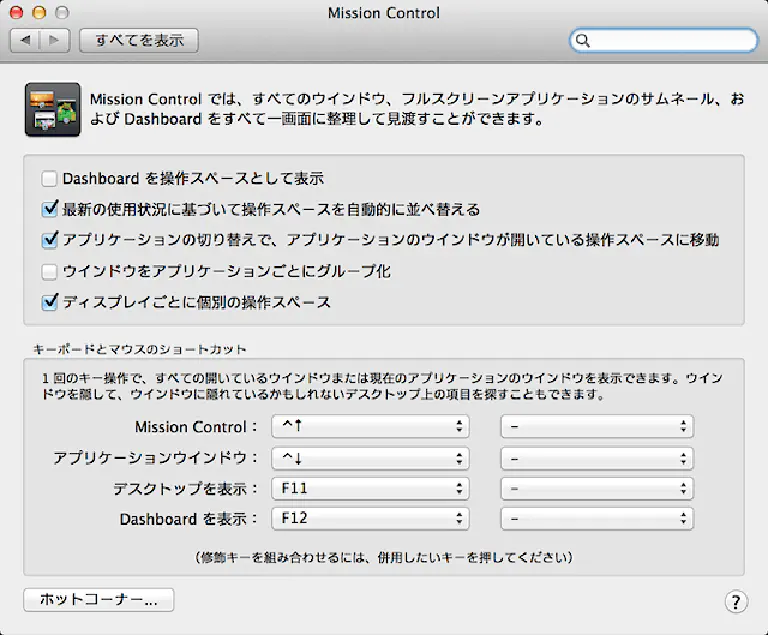 Mission Control
すべてを表示
Mission Control では、すべてのウインドウ、フルスクリーンアプリケーションのサムネール、お
よび Dashboard をすべて一画面に整理して見渡すことができます。
Dashboard を操作スペースとして表示
最新の使用状況に基づいて操作スペースを自動的に並べ替える
アプリケーションの切り替えで、アプリケーションのウインドウが開いている操作スペースに移動
ウインドウをアプリケーションごとにグループ化
ディスプレイごとに個別の操作スペース
キーボードとマウスのショートカット
1 回のキー操作で、すべての開いているウインドウまたは現在のアプリケーションのウインドウを表示できます。ウイン
ドウを隠して、ウインドウに隠れているかもしれないデスクトップ上の項目を探すこともできます。
Mission Control： ^↑ –
アプリケーションウインドウ： ^↓ –
デスクトップを表示： F11 –
Dashboard を表示： F12 –
（修飾キーを組み合わせるには、併用したいキーを押してください）
ホットコーナー... ?